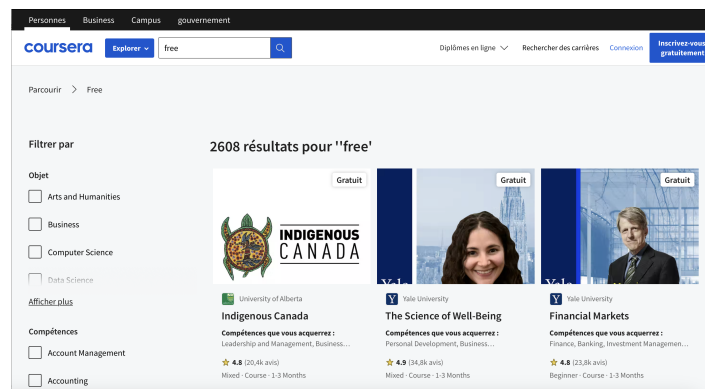 Personnes Business Campus gouvernement
coursera Explorer free Diplômes en ligne Rechercher des carrières Connexion Inscrivez-vous
gratuitement
Parcourir > Free
Filtrer par
2608 résultats pour ''free'
Objet
Arts and Humanities
Business
Computer Science
Data Science
Afficher plus
Compétences
Account Management
Accounting
Gratuit
INDIGENOUS
CANADA
University of Alberta
Indigenous Canada
Compétences que vous acquerrez :
Leadership and Management, Business…
4.8 (20,4k avis)
Mixed · Course · 1-3 Months
Gratuit
Yale
Y Yale University
The Science of Well-Being
Compétences que vous acquerrez :
Personal Development, Business…
4.9 (34,8k avis)
Mixed · Course · 1-3 Months
Gratuit
Yale
Y Yale University
Financial Markets
Compétences que vous acquerrez :
Finance, Banking, Investment Managemen…
4.8 (23,8k avis)
Beginner · Course · 1-3 Months